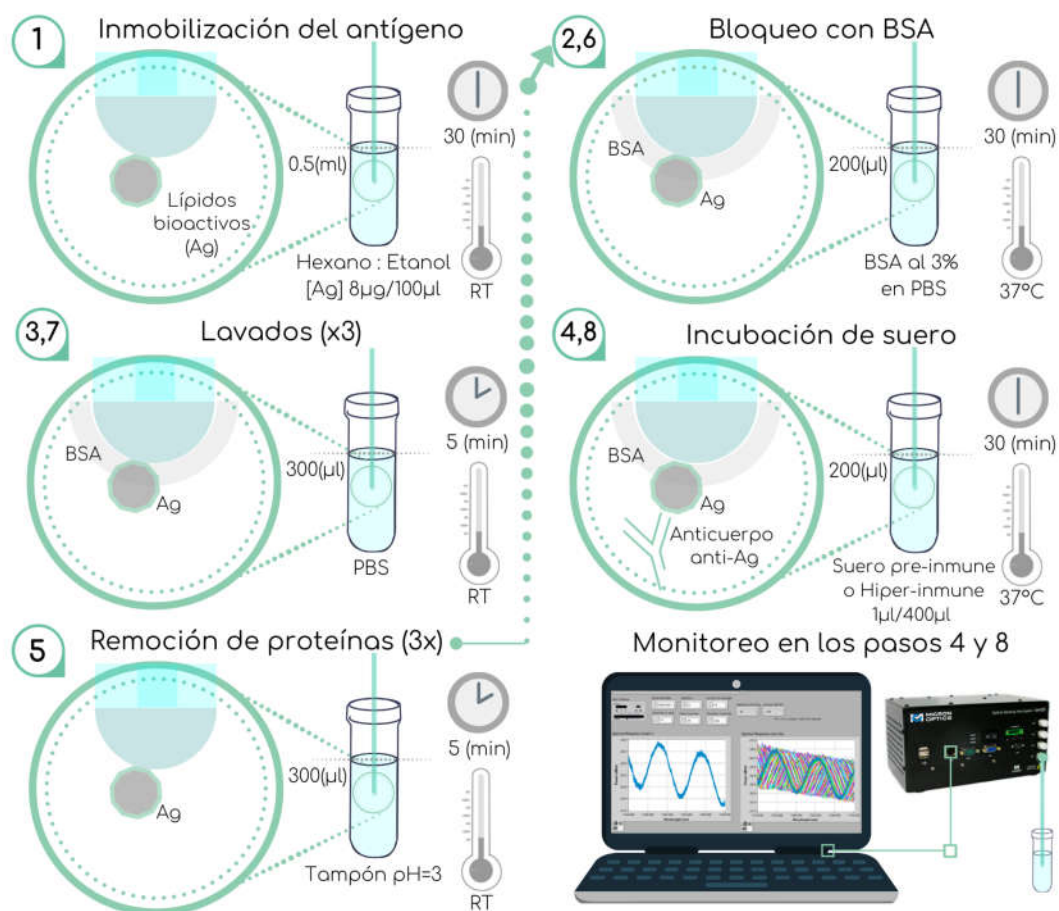 1
Inmobilización del antígeno
30 (min)
0.5(ml)
Lípidos
bioactivos
(Ag)
Hexano : Etanol
[Ag] 8µg/100µl
RT
2,6
Bloqueo con BSA
30 (min)
BSA
200(µl)
Ag
BSA al 3%
en PBS
37ºC
3,7
Lavados (x3)
5 (min)
BSA
300(µl)
Ag
PBS
RT
4,8
Incubación de suero
30 (min)
BSA
200(µl)
Ag
Anticuerpo
anti-Ag
Suero pre-inmune
o Hiper-inmune
1µl/400µl
37ºC
5
Remoción de proteínas (3x)
5 (min)
300(µl)
Ag
Tampón pH=3
RT
Monitoreo en los pasos 4 y 8
MICRON
OPTICS